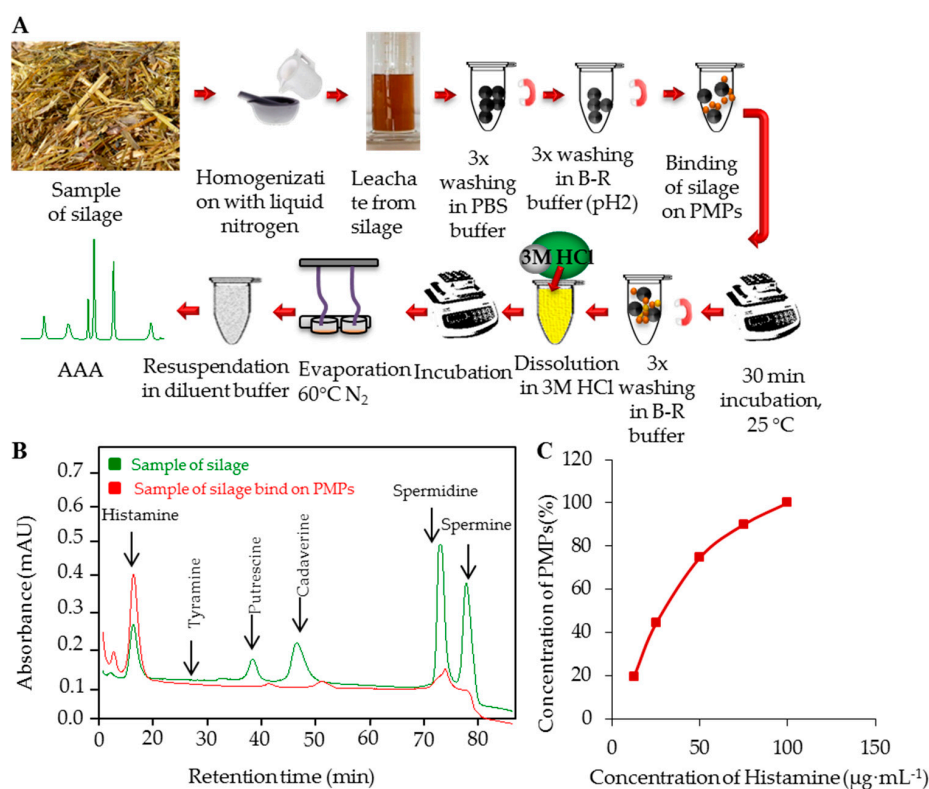 A
Sample
of silage
Homogenizati
on with liquid
nitrogen
Leacha
te from
silage
3x
washing
in PBS
buffer
3x washing
in B-R
buffer (pH2)
Binding
of silage
on PMPs
3M HCl
AAA
Resuspendation
in diluent buffer
Evaporation
60°C N₂
Incubation
Dissolution
in 3M HCl
3x
washing
in B-R
buffer
30 min
incubation,
25 °C
B
Sample of silage
Sample of silage bind on PMPs
Histamine
Tyramine
Putrescine
Cadaverine
Spermidine
Spermine
Absorbance (mAU)
0.7
0.6
0.5
0.4
0.3
0.2
0.1
0.0
0 20 40 60 80
Retention time (min)
C
Concentration of PMPs(%)
120
100
80
60
40
20
0
0 50 100 150
Concentration of Histamine (µg·mL⁻¹)